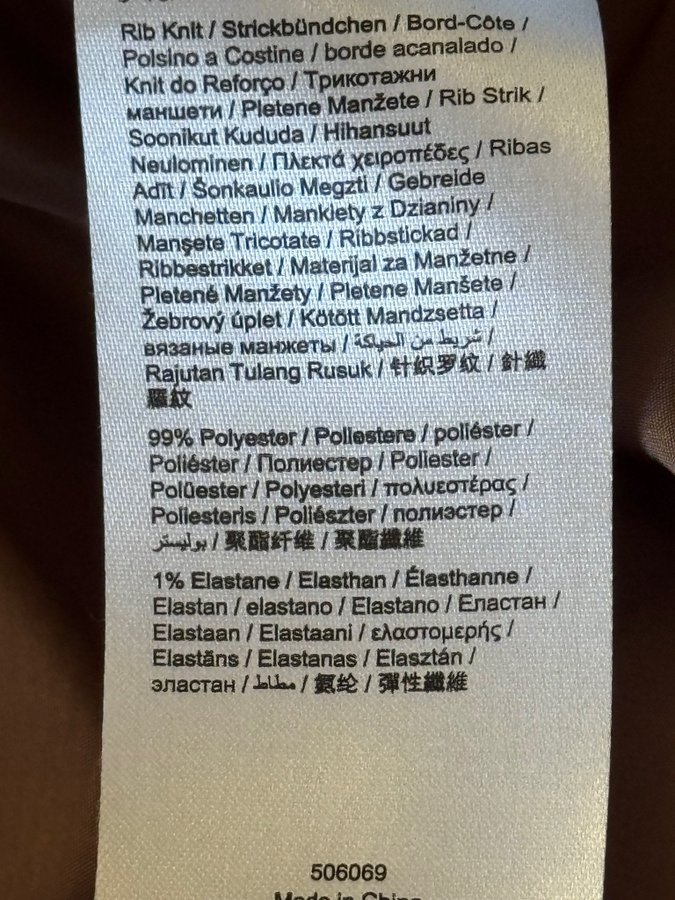 Rib Knit / Strickbündchen / Bord-Côte /
Polsino a Costine / borde acanalado /
Knit do Reforço / Трикотажни
маншети / Pletene Manžete / Rib Strik /
Soonikut Kududa / Hihansuut
Neulominen / Πλεκτά χειροπέδες / Ribas
Adīt / Šonkaulio Megzti / Gebreide
Manchetten / Mankiety z Dzianiny /
Manşete Tricotate / Ribbstickad /
Ribbestrikket / Materijal za Manžetne /
Pletené Manžety / Pletene Manšete /
Žebrový úplet / Kötött Mandzsetta /
вязаные манжеты / شريط من الحياكة /
Rajutan Tulang Rusuk / 针织罗纹 / 針織
羅紋
99% Polyester / Poliestere / poliéster /
Poliéster / Полиестер / Poliester /
Polüester / Polyesteri / πολυεστέρας /
Poliesteris / Poliészter / полиэстер /
بوليستر / 聚酯纤维 / 聚酯纖維
1% Elastane / Elasthan / Élasthanne /
Elastan / elastano / Elastano / Еластан /
Elastaan / Elastaani / ελαστομερής /
Elastāns / Elastanas / Elasztán /
эластан / مطاط / 氨纶 / 彈性纖維
506069
Made in China